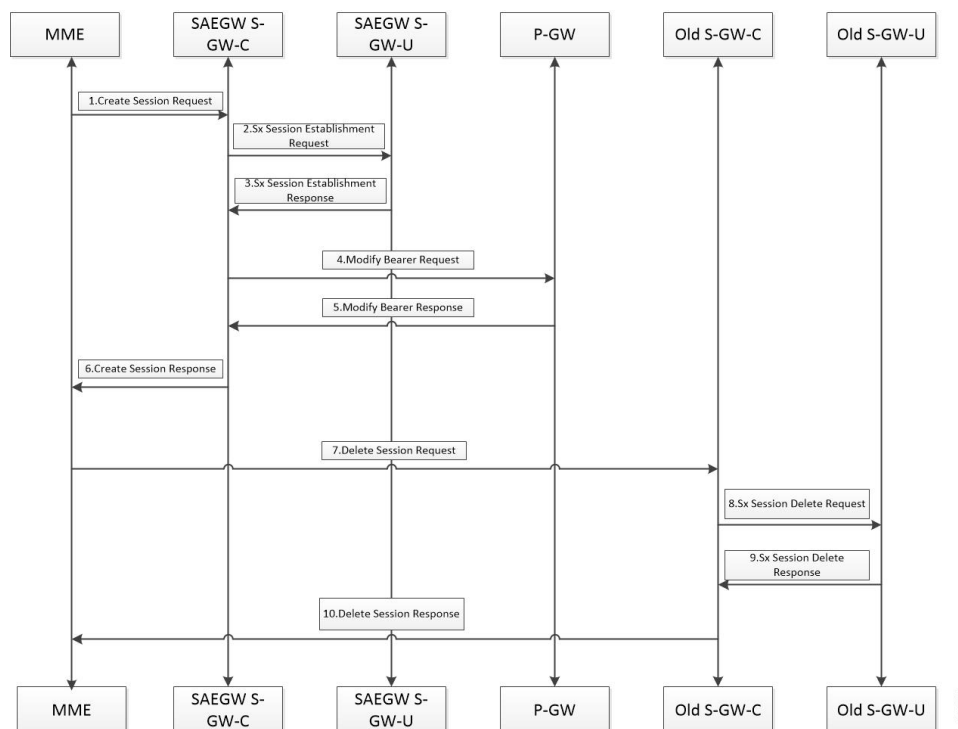 MME
SAEGW S-
GW-C
SAEGW S-
GW-U
P-GW
Old S-GW-C
Old S-GW-U
1.Create Session Request
2.Sx Session Establishment
Request
3.Sx Session Establishment
Response
4.Modify Bearer Request
5.Modify Bearer Response
6.Create Session Response
7.Delete Session Request
8.Sx Session Delete Request
9.Sx Session Delete
Response
10.Delete Session Response
MME
SAEGW S-
GW-C
SAEGW S-
GW-U
P-GW
Old S-GW-C
Old S-GW-U